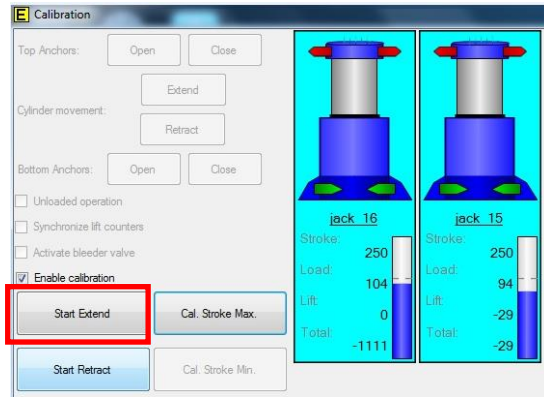 E Calibration
Top Anchors: Open Close
Extend
Cylinder movement:
Retract
Bottom Anchors: Open Close
Unloaded operation
Synchronize lift counters
Activate bleeder valve
Enable calibration
Start Extend Cal. Stroke Max.
Start Retract Cal. Stroke Min.
jack 16
Stroke:
250
Load:
104
Lift:
0
Total:
-1111
jack 15
Stroke:
250
Load:
94
Lift:
-29
Total:
-29